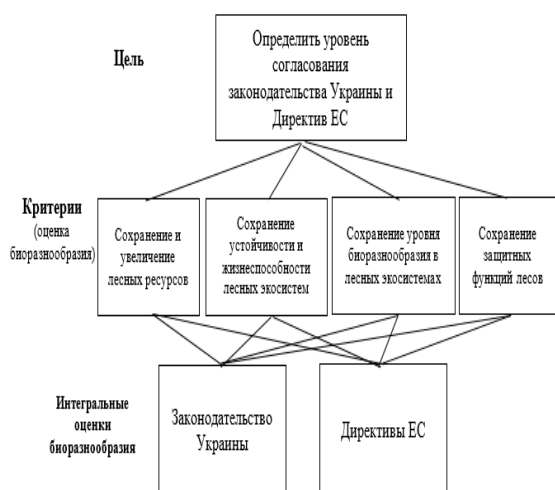 Цель
Определить уровень
согласования
законодательства Украины и
Директив ЕС
Критерии
(оценка
биоразнообразия)
Сохранение и
увеличение
лесных ресурсов
Сохранение
устойчивости и
жизнеспособности
лесных экосистем
Сохранение уровня
биоразнообразия в
лесных экосистемах
Сохранение
защитных
функций лесов
Интегральные
оценки
биоразнообразия
Законодательство
Украины
Директивы ЕС